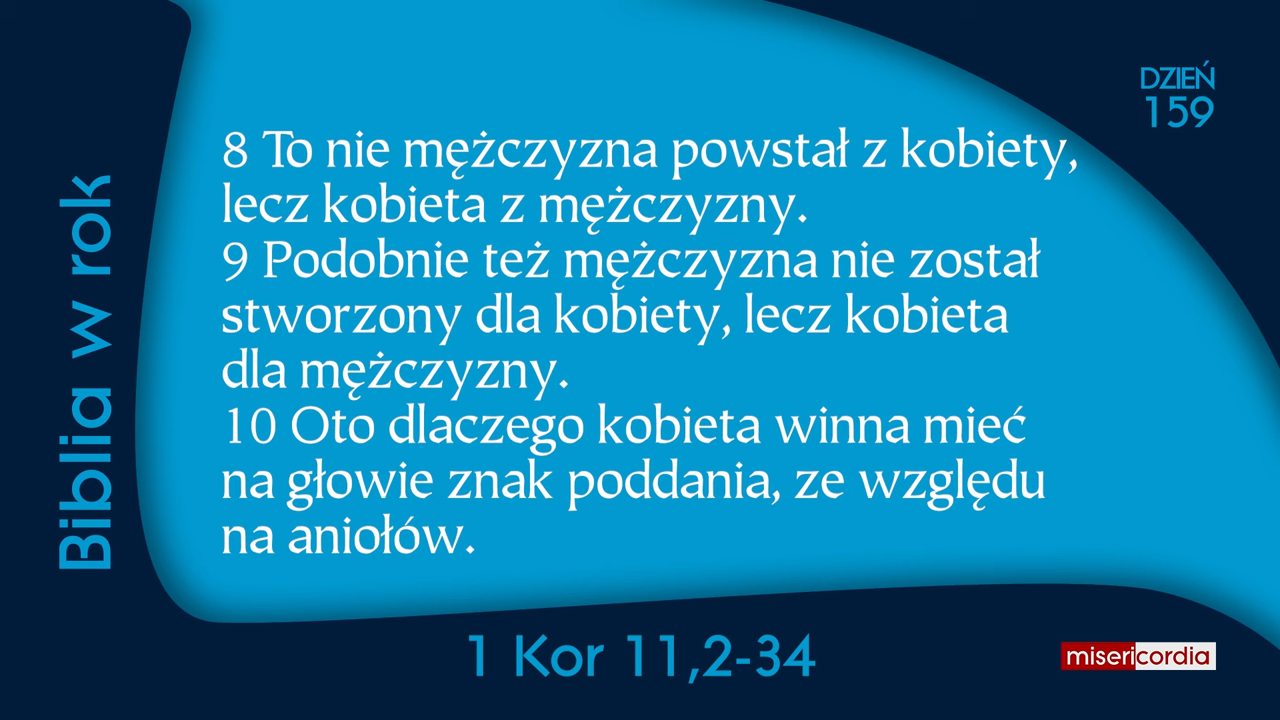 DZIEŃ
159
8 To nie mężczyzna powstał z kobiety,
lecz kobieta z mężczyzny.
9 Podobnie też mężczyzna nie został
stworzony dla kobiety, lecz kobieta
dla mężczyzny.
10 Oto dlaczego kobieta winna mieć
na głowie znak poddania, ze względu
na aniołów.
Biblia w rok
1 Kor 11,2-34
misericordia